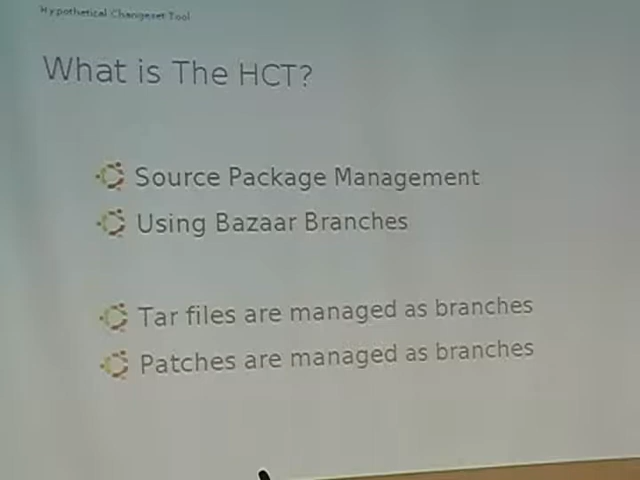 Hypothetical Changeset Tool
What is The HCT?
Source Package Management
Using Bazaar Branches
Tar files are managed as branches
Patches are managed as branches